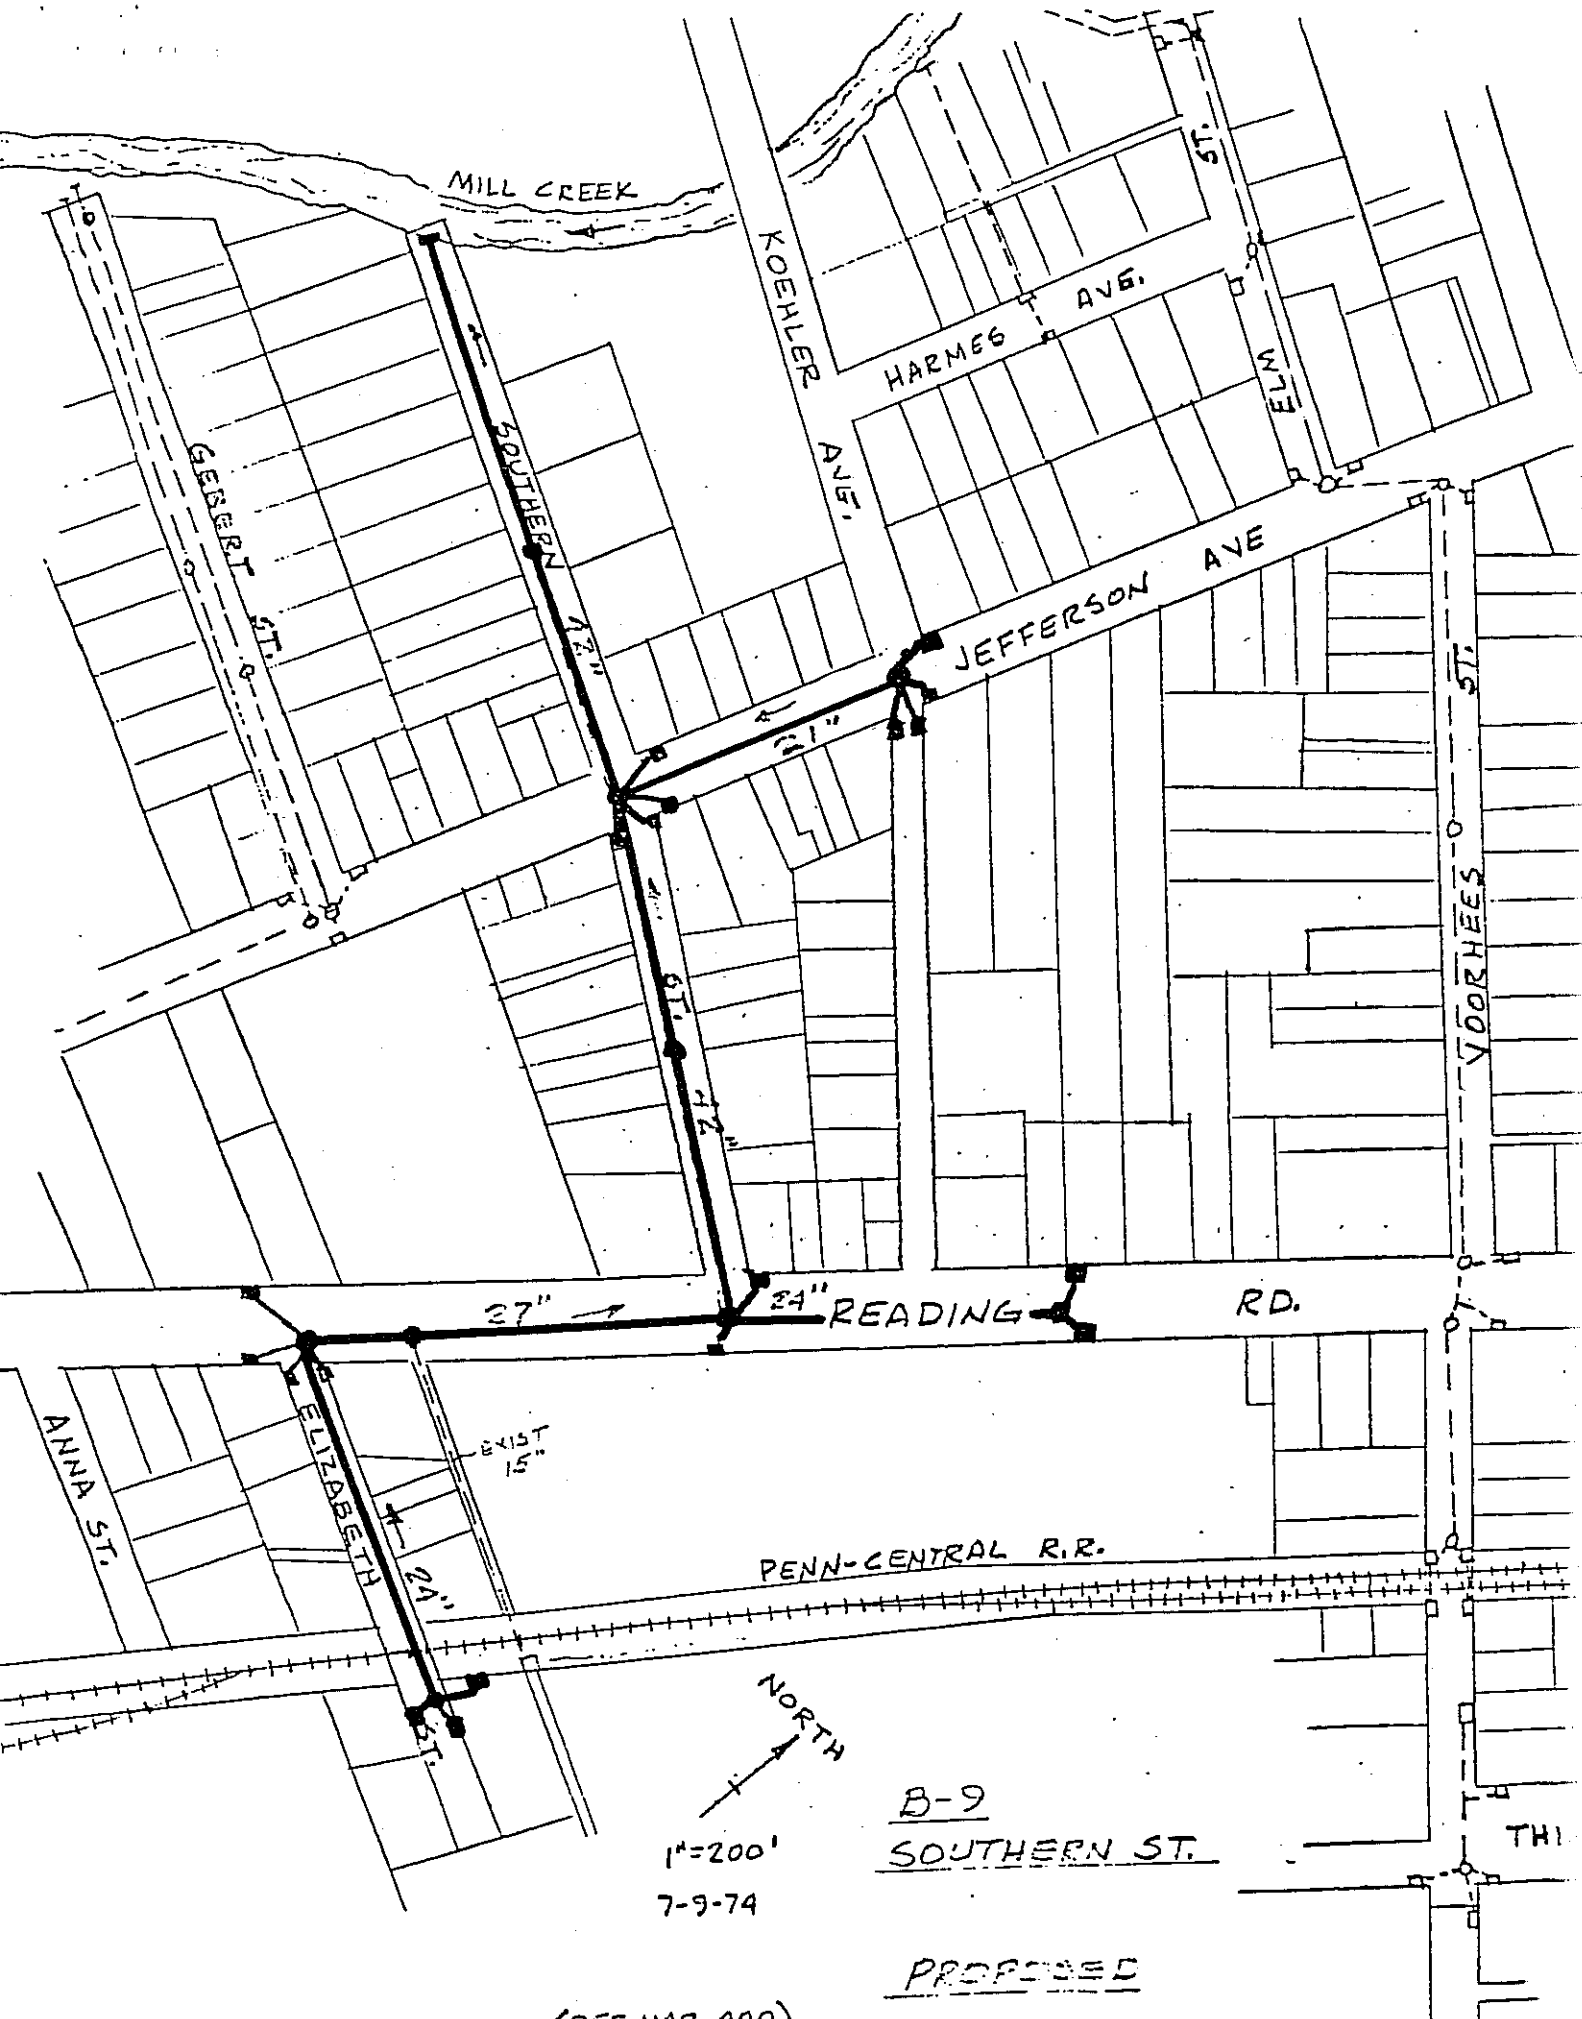 MILL CREEK
KOEHLER
AVE.
HARMES AVE.
ELM
ST.
GEBERT
ST.
SOUTHERN
42"
JEFFERSON AVE
21"
ST.
42"
VOORHEES
ST.
27"
24"
READING RD.
ANNA ST.
ELIZABETH
ST.
24"
EXIST
15"
PENN-CENTRAL R.R.
NORTH
1"=200'
7-9-74
B-9
SOUTHERN ST.
THI
PROPOSED